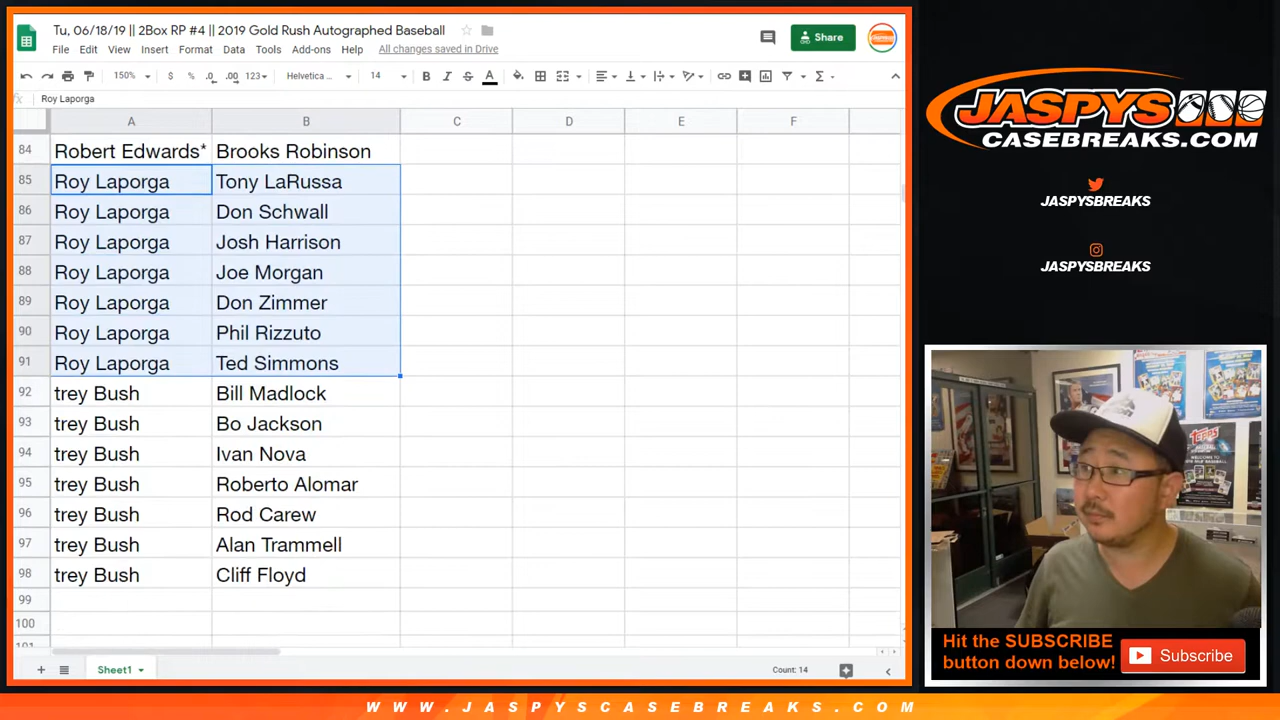 Tu, 06/18/19 || 2Box RP #4 || 2019 Gold Rush Autographed Baseball
File Edit View Insert Format Data Tools Add-ons Help All changes saved in Drive
Share
150% $ % .0 .00 123 Helvetica ... 14 B I S A
Roy Laporga
A B C D E F
84 Robert Edwards* Brooks Robinson
85 Roy Laporga Tony LaRussa
86 Roy Laporga Don Schwall
87 Roy Laporga Josh Harrison
88 Roy Laporga Joe Morgan
89 Roy Laporga Don Zimmer
90 Roy Laporga Phil Rizzuto
91 Roy Laporga Ted Simmons
92 trey Bush Bill Madlock
93 trey Bush Bo Jackson
94 trey Bush Ivan Nova
95 trey Bush Roberto Alomar
96 trey Bush Rod Carew
97 trey Bush Alan Trammell
98 trey Bush Cliff Floyd
99
100
Sheet1
Count: 14
JASPYS
CASEBREAKS.COM
JASPYSBREAKS
JASPYSBREAKS
TOPPS
Hit the SUBSCRIBE
button down below!
Subscribe
WWW.JASPYSCASEBREAKS.COM